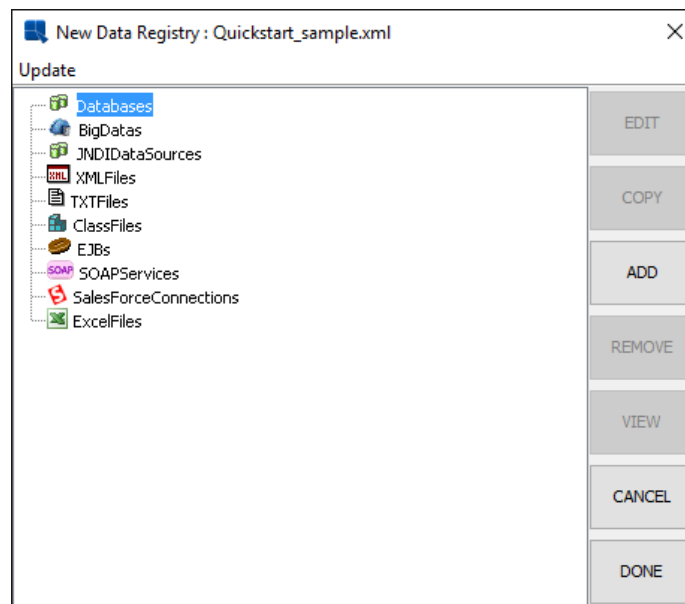 New Data Registry : Quickstart_sample.xml
Update
Databases
BigDatas
JNDIDataSources
XML XMLFiles
TXTFiles
ClassFiles
EJBs
SOAP SOAPServices
S SalesForceConnections
X ExcelFiles
EDIT
COPY
ADD
REMOVE
VIEW
CANCEL
DONE